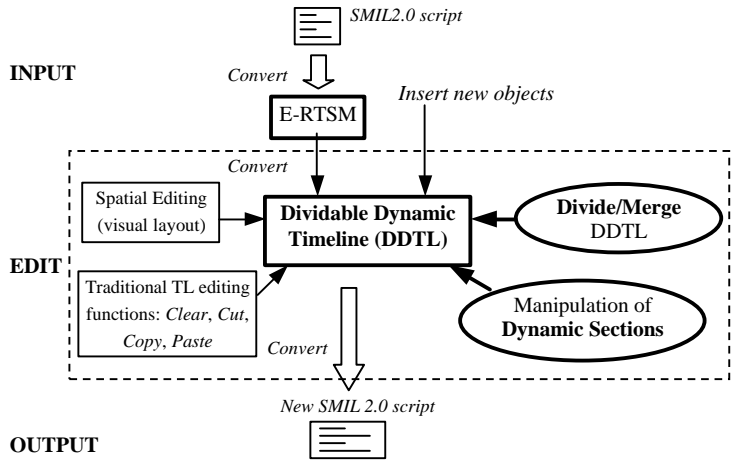 SMIL2.0 script
INPUT
Convert
Insert new objects
E-RTSM
Convert
Spatial Editing
(visual layout)
Dividable Dynamic
Timeline (DDTL)
Divide/Merge
DDTL
EDIT
Traditional TL editing
functions: Clear, Cut,
Copy, Paste
Manipulation of
Dynamic Sections
Convert
New SMIL 2.0 script
OUTPUT